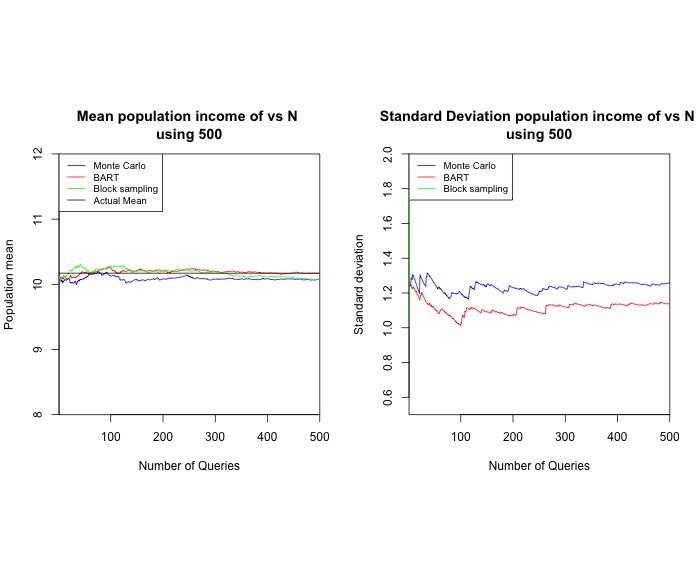 Mean population income of vs N
using 500
12
11
10
9
8
Population mean
Monte Carlo
BART
Block sampling
Actual Mean
100
200
300
400
500
Number of Queries
Standard Deviation population income of vs N
using 500
2.0
1.8
1.6
1.4
1.2
1.0
0.8
0.6
Standard deviation
Monte Carlo
BART
Block sampling
100
200
300
400
500
Number of Queries